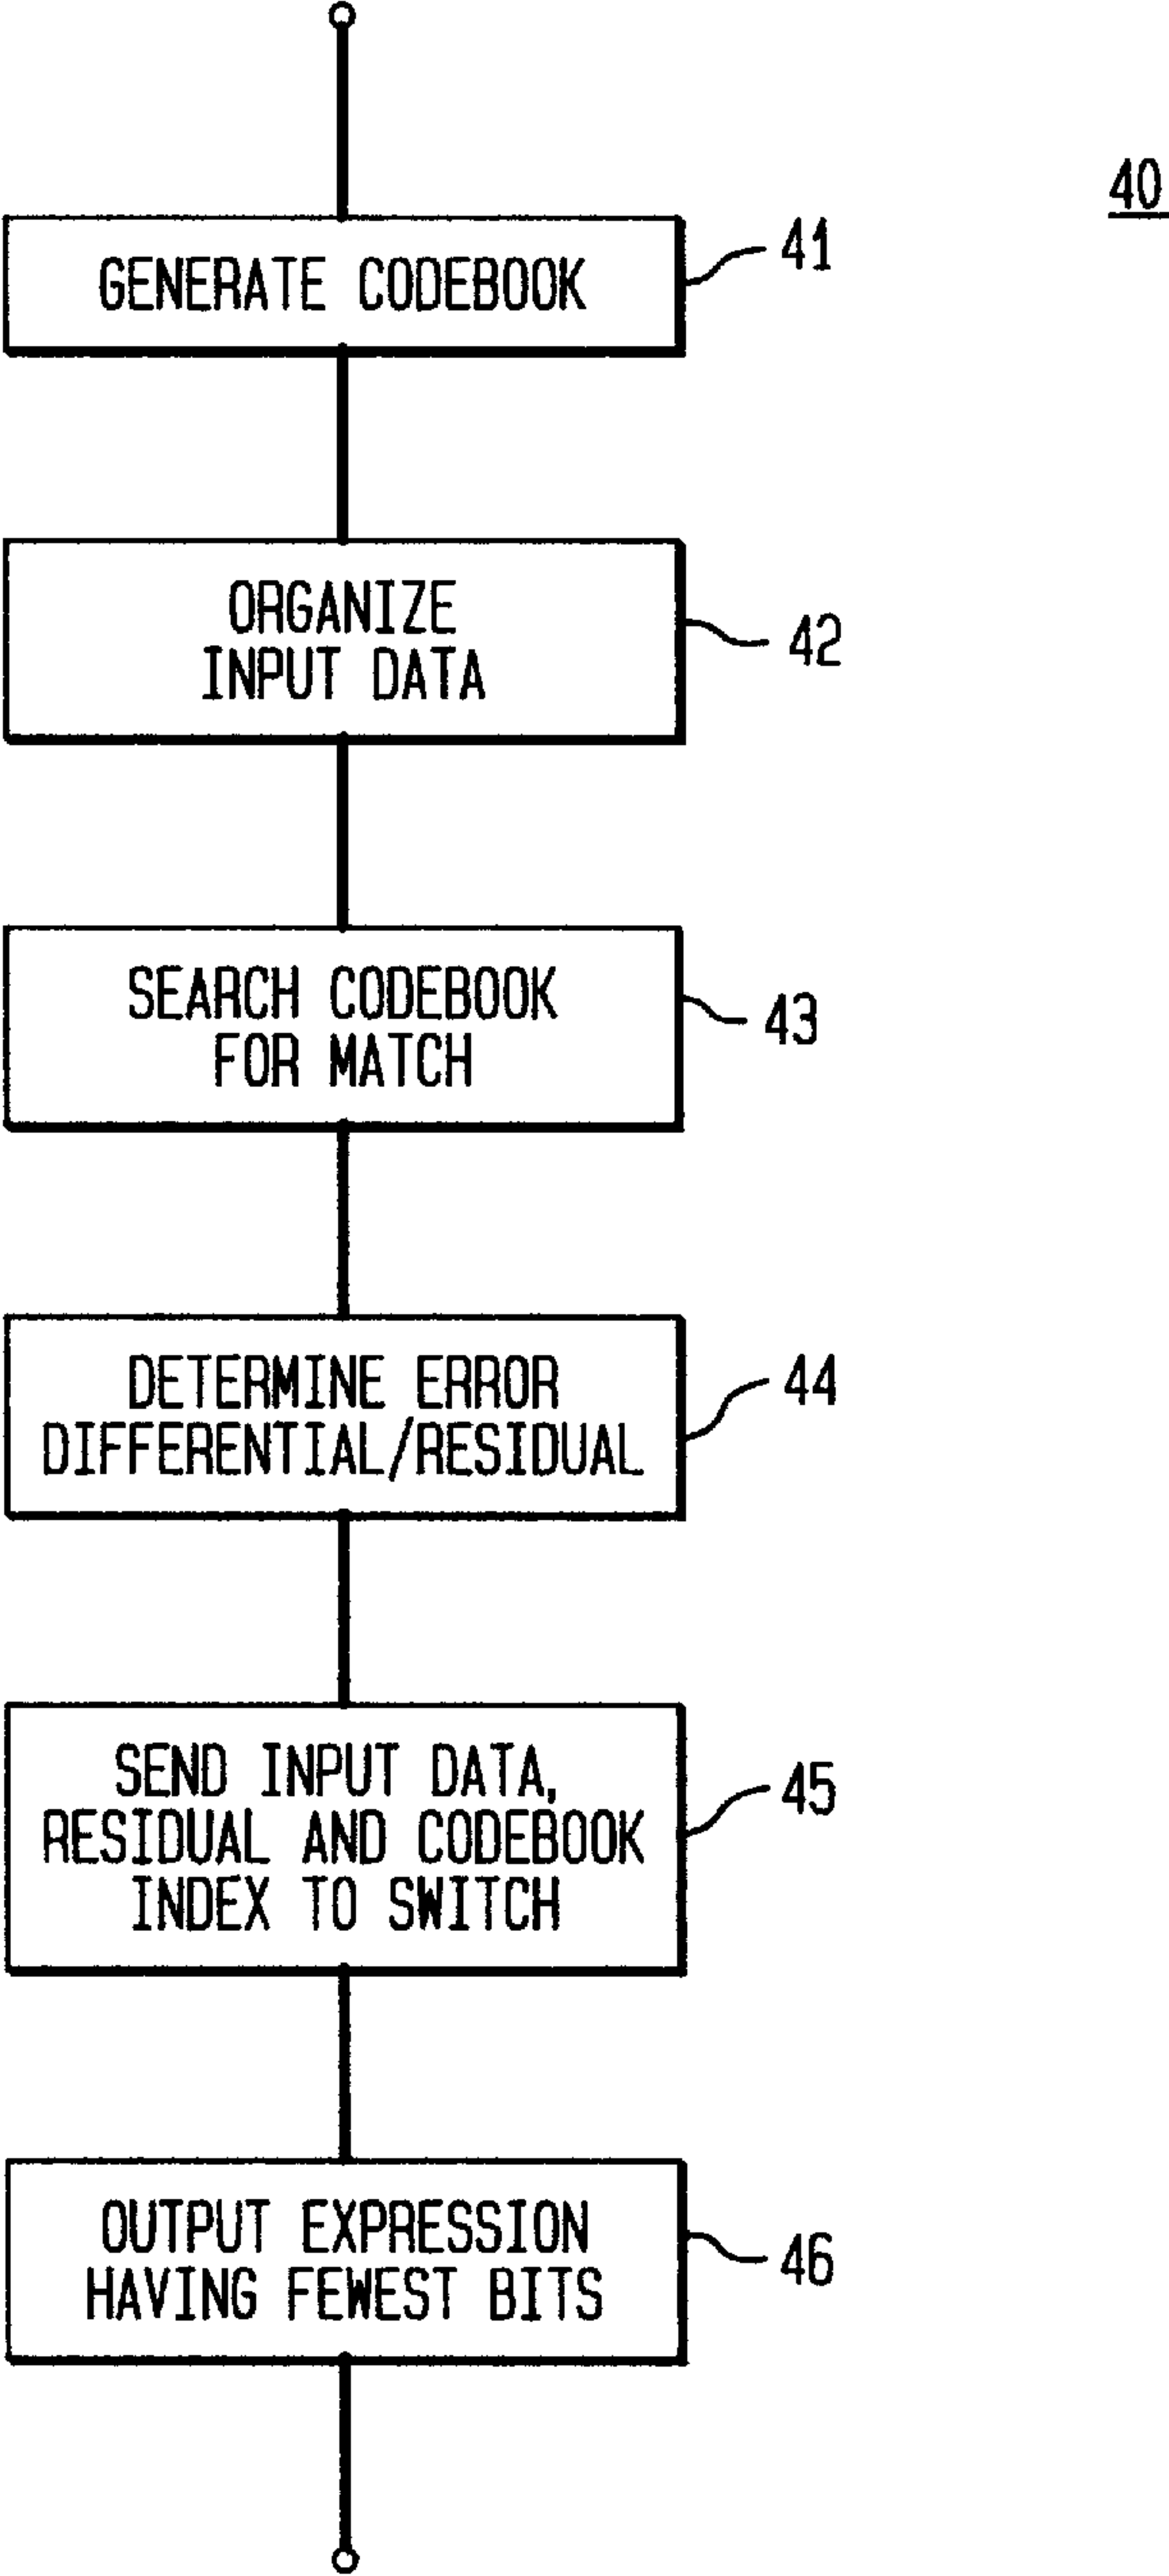 40
GENERATE CODEBOOK
41
ORGANIZE
INPUT DATA
42
SEARCH CODEBOOK
FOR MATCH
43
DETERMINE ERROR
DIFFERENTIAL/RESIDUAL
44
SEND INPUT DATA,
RESIDUAL AND CODEBOOK
INDEX TO SWITCH
45
OUTPUT EXPRESSION
HAVING FEWEST BITS
46